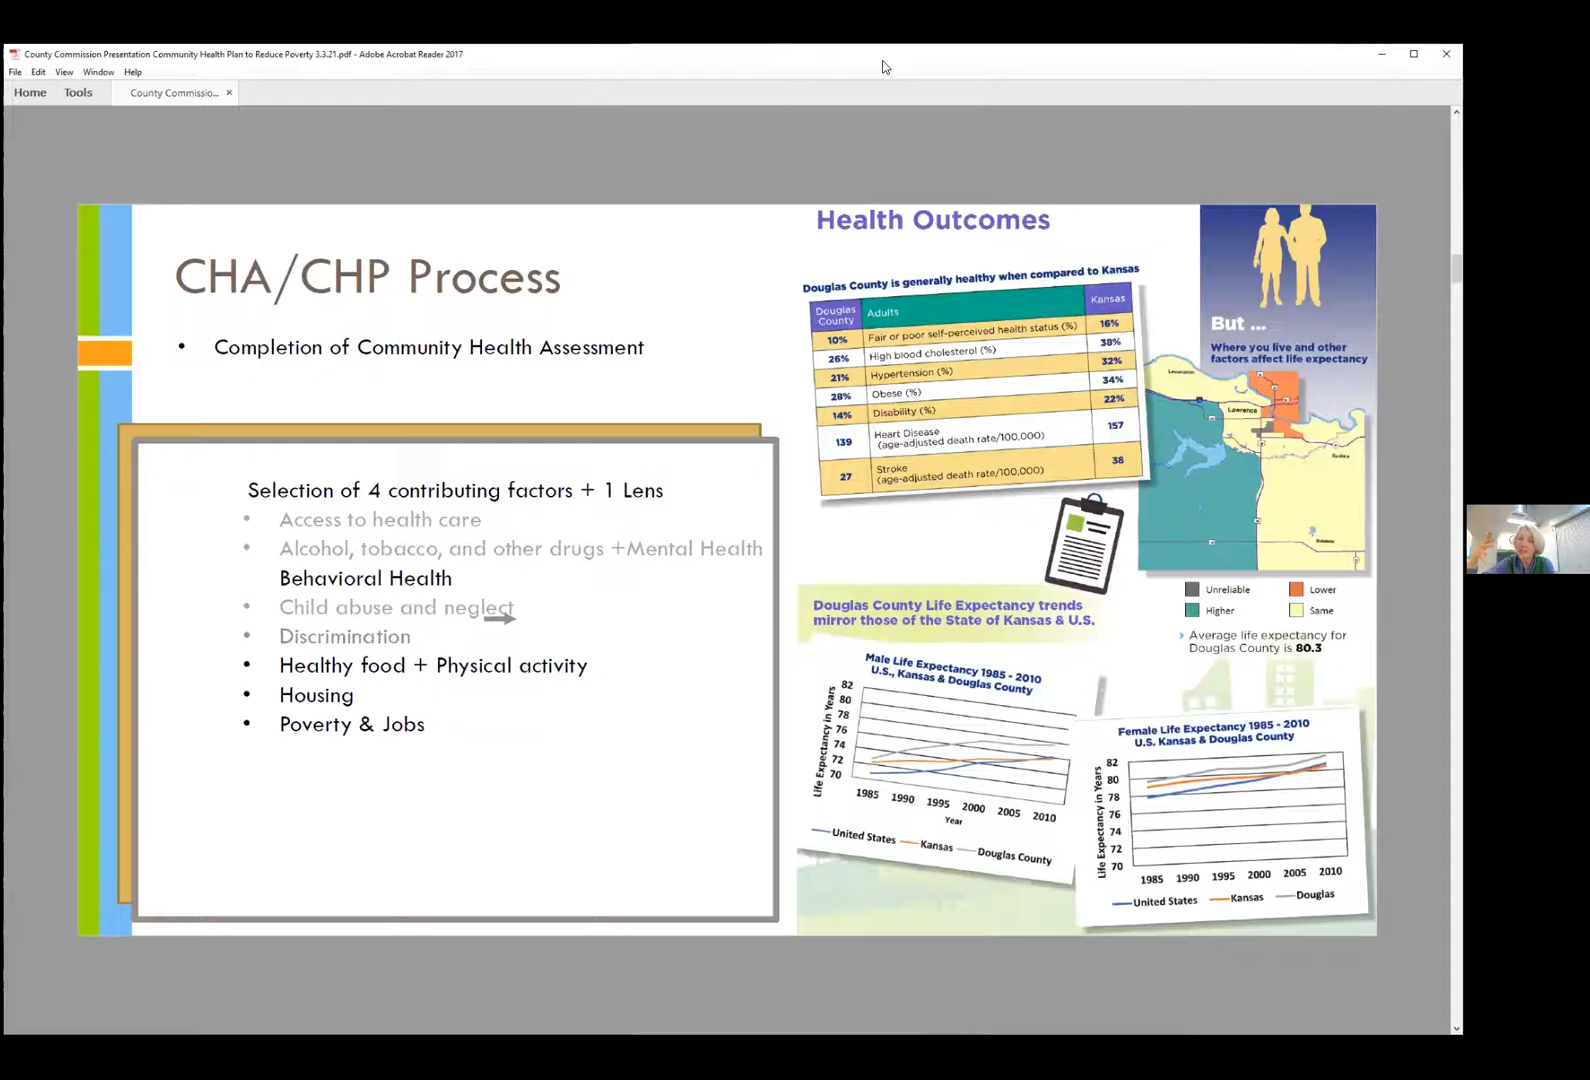 County Commission Presentation Community Health Plan to Reduce Poverty 3.3.21.pdf - Adobe Acrobat Reader 2017
File Edit View Window Help
Home Tools County Commissio... ×
CHA/CHP Process
• Completion of Community Health Assessment
Selection of 4 contributing factors + 1 Lens
• Access to health care
• Alcohol, tobacco, and other drugs +Mental Health
Behavioral Health
• Child abuse and neglect
• Discrimination
• Healthy food + Physical activity
• Housing
• Poverty & Jobs
Health Outcomes
Douglas County is generally healthy when compared to Kansas
Douglas County Adults Kansas
10% Fair or poor self-perceived health status (%) 16%
26% High blood cholesterol (%) 38%
21% Hypertension (%) 32%
28% Obese (%) 34%
14% Disability (%) 22%
139 Heart Disease (age-adjusted death rate/100,000) 157
27 Stroke (age-adjusted death rate/100,000) 38
But ...
Where you live and other
factors affect life expectancy
Lecompton
Lawrence
Eudora
Baldwin
Unreliable Lower
Higher Same
Average life expectancy for
Douglas County is 80.3
Douglas County Life Expectancy trends
mirror those of the State of Kansas & U.S.
Male Life Expectancy 1985 - 2010
U.S., Kansas & Douglas County
Life Expectancy in Years
82
80
78
76
74
72
70
1985 1990 1995 2000 2005 2010
Year
United States Kansas Douglas County
Female Life Expectancy 1985 - 2010
U.S. Kansas & Douglas County
Life Expectancy in Years
82
80
78
76
74
72
70
1985 1990 1995 2000 2005 2010
United States Kansas Douglas